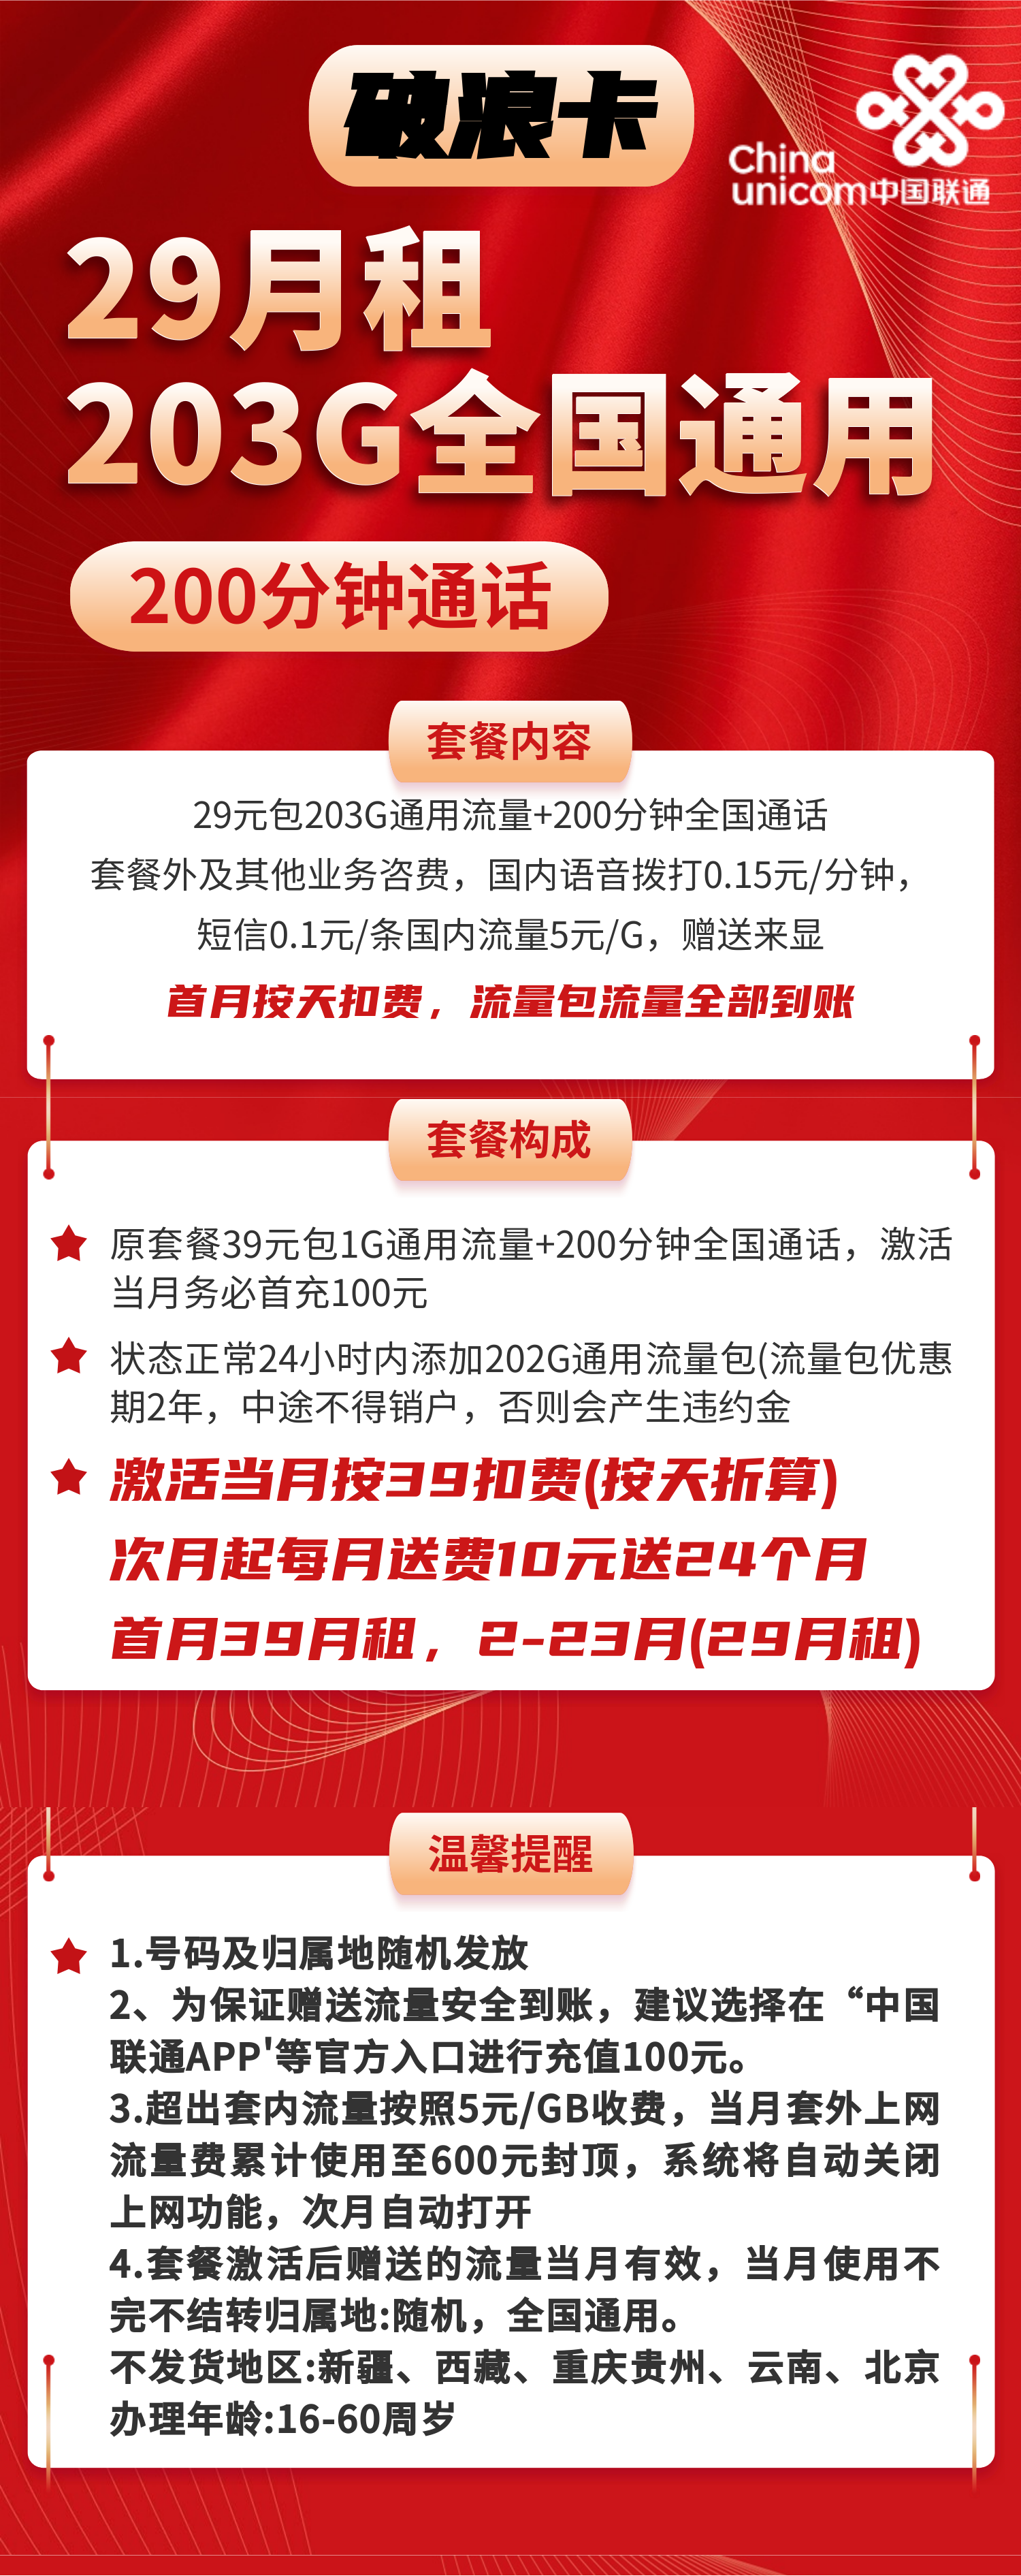 破浪卡
China
unicom中国联通
29月租
203G全国通用
200分钟通话
套餐内容
29元包203G通用流量+200分钟全国通话
套餐外及其他业务咨费，国内语音拨打0.15元/分钟，
短信0.1元/条国内流量5元/G，赠送来显
首月按天扣费，流量包流量全部到账
套餐构成
原套餐39元包1G通用流量+200分钟全国通话，激活
当月务必首充100元
状态正常24小时内添加202G通用流量包(流量包优惠
期2年，中途不得销户，否则会产生违约金
激活当月按39扣费(按天折算)
次月起每月送费10元送24个月
首月39月租，2-23月(29月租)
温馨提醒
1.号码及归属地随机发放
2、为保证赠送流量安全到账，建议选择在“中国
联通APP'等官方入口进行充值100元。
3.超出套内流量按照5元/GB收费，当月套外上网
流量费累计使用至600元封顶，系统将自动关闭
上网功能，次月自动打开
4.套餐激活后赠送的流量当月有效，当月使用不
完不结转归属地:随机，全国通用。
不发货地区:新疆、西藏、重庆贵州、云南、北京
办理年龄:16-60周岁